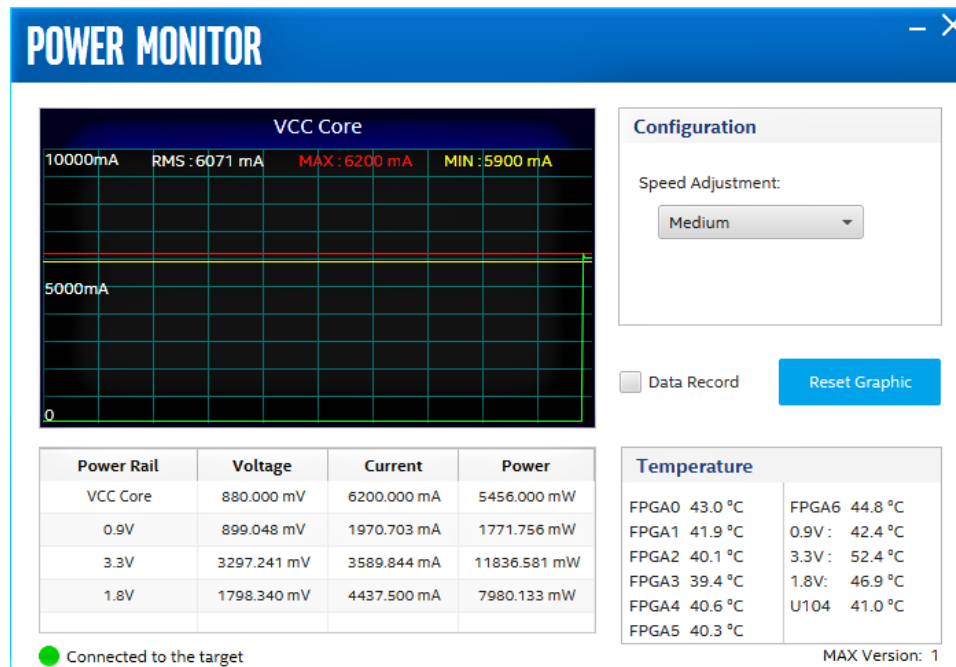 POWER MONITOR
VCC Core
10000mA RMS : 6071 mA MAX : 6200 mA MIN : 5900 mA
5000mA
0
Configuration
Speed Adjustment:
Medium
Data Record
Reset Graphic
Power Rail Voltage Current Power
VCC Core 880.000 mV 6200.000 mA 5456.000 mW
0.9V 899.048 mV 1970.703 mA 1771.756 mW
3.3V 3297.241 mV 3589.844 mA 11836.581 mW
1.8V 1798.340 mV 4437.500 mA 7980.133 mW
Temperature
FPGA0 43.0 °C FPGA6 44.8 °C
FPGA1 41.9 °C 0.9V : 42.4 °C
FPGA2 40.1 °C 3.3V : 52.4 °C
FPGA3 39.4 °C 1.8V: 46.9 °C
FPGA4 40.6 °C U104 41.0 °C
FPGA5 40.3 °C
Connected to the target
MAX Version: 1